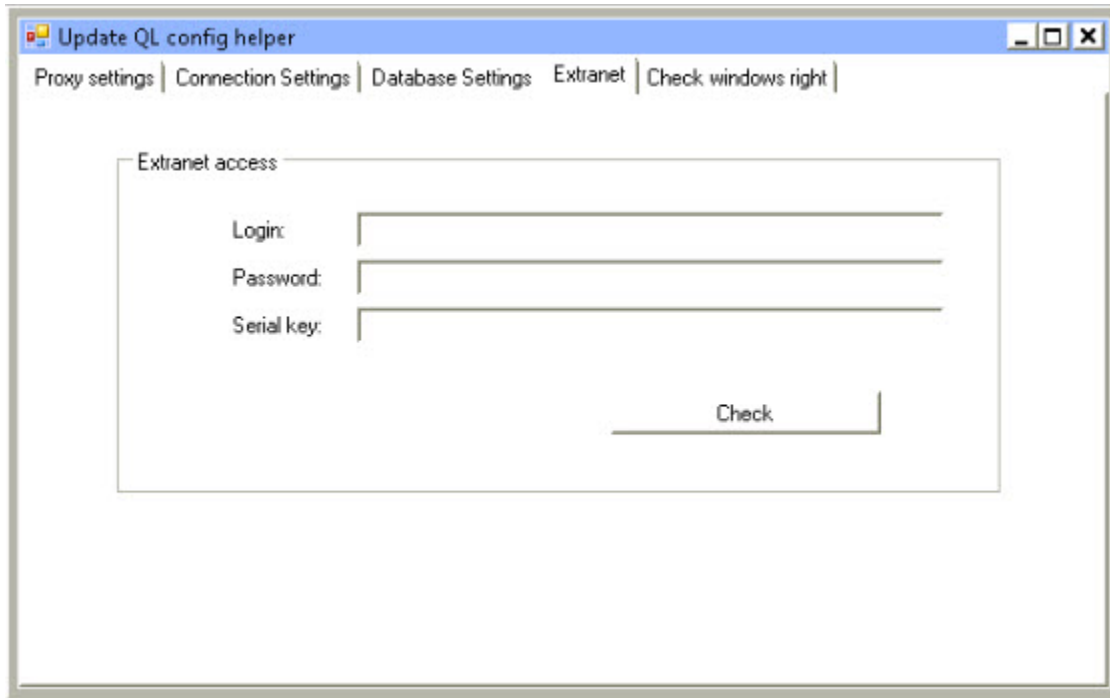 Update QL config helper
Proxy settings Connection Settings Database Settings Extranet Check windows right
Extranet access
Login:
Password:
Serial key:
Check